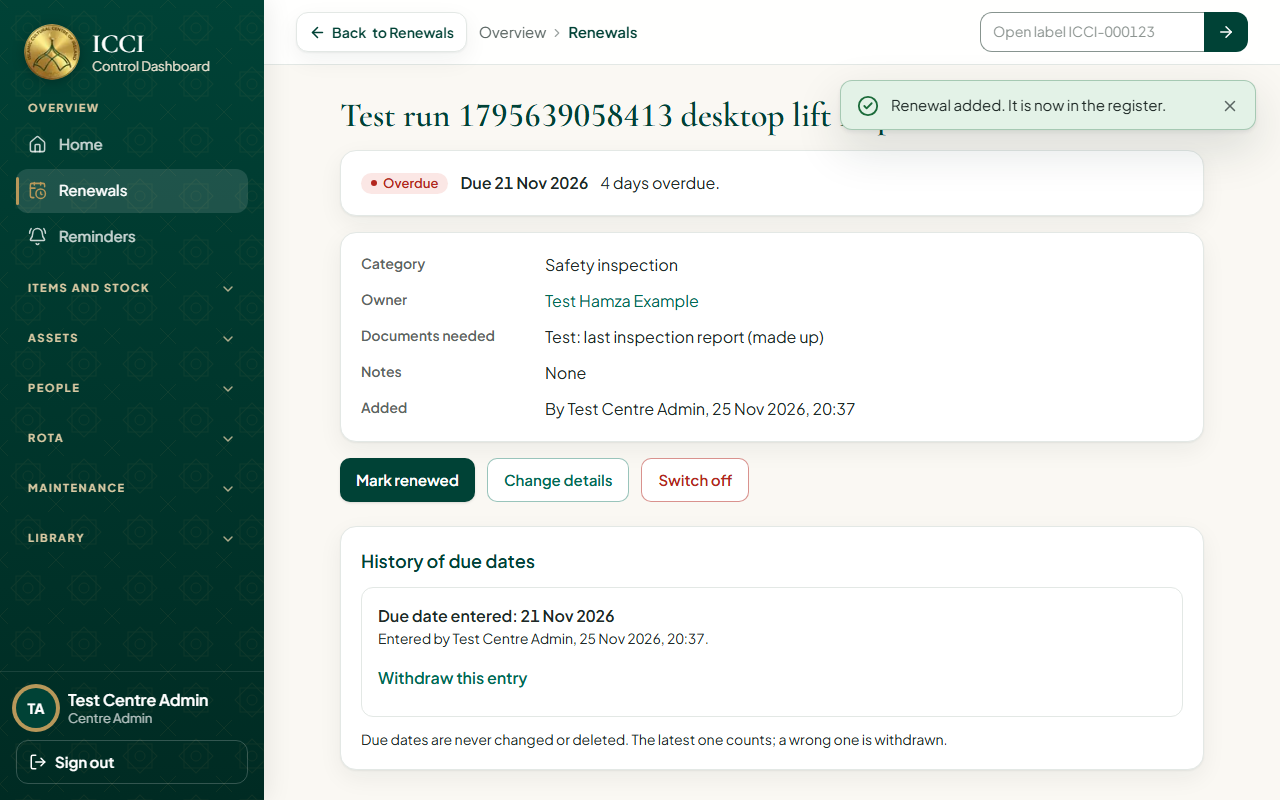 ICCI
Control Dashboard
OVERVIEW
Home
Renewals
Reminders
ITEMS AND STOCK
ASSETS
PEOPLE
ROTA
MAINTENANCE
LIBRARY
TA
Test Centre Admin
Centre Admin
Sign out
Back to Renewals
Overview > Renewals
Open label ICCI-000123
Test run 1795639058413 desktop lift
Renewal added. It is now in the register.
Overdue Due 21 Nov 2026 4 days overdue.
Category Safety inspection
Owner Test Hamza Example
Documents needed Test: last inspection report (made up)
Notes None
Added By Test Centre Admin, 25 Nov 2026, 20:37
Mark renewed Change details Switch off
History of due dates
Due date entered: 21 Nov 2026
Entered by Test Centre Admin, 25 Nov 2026, 20:37.
Withdraw this entry
Due dates are never changed or deleted. The latest one counts; a wrong one is withdrawn.